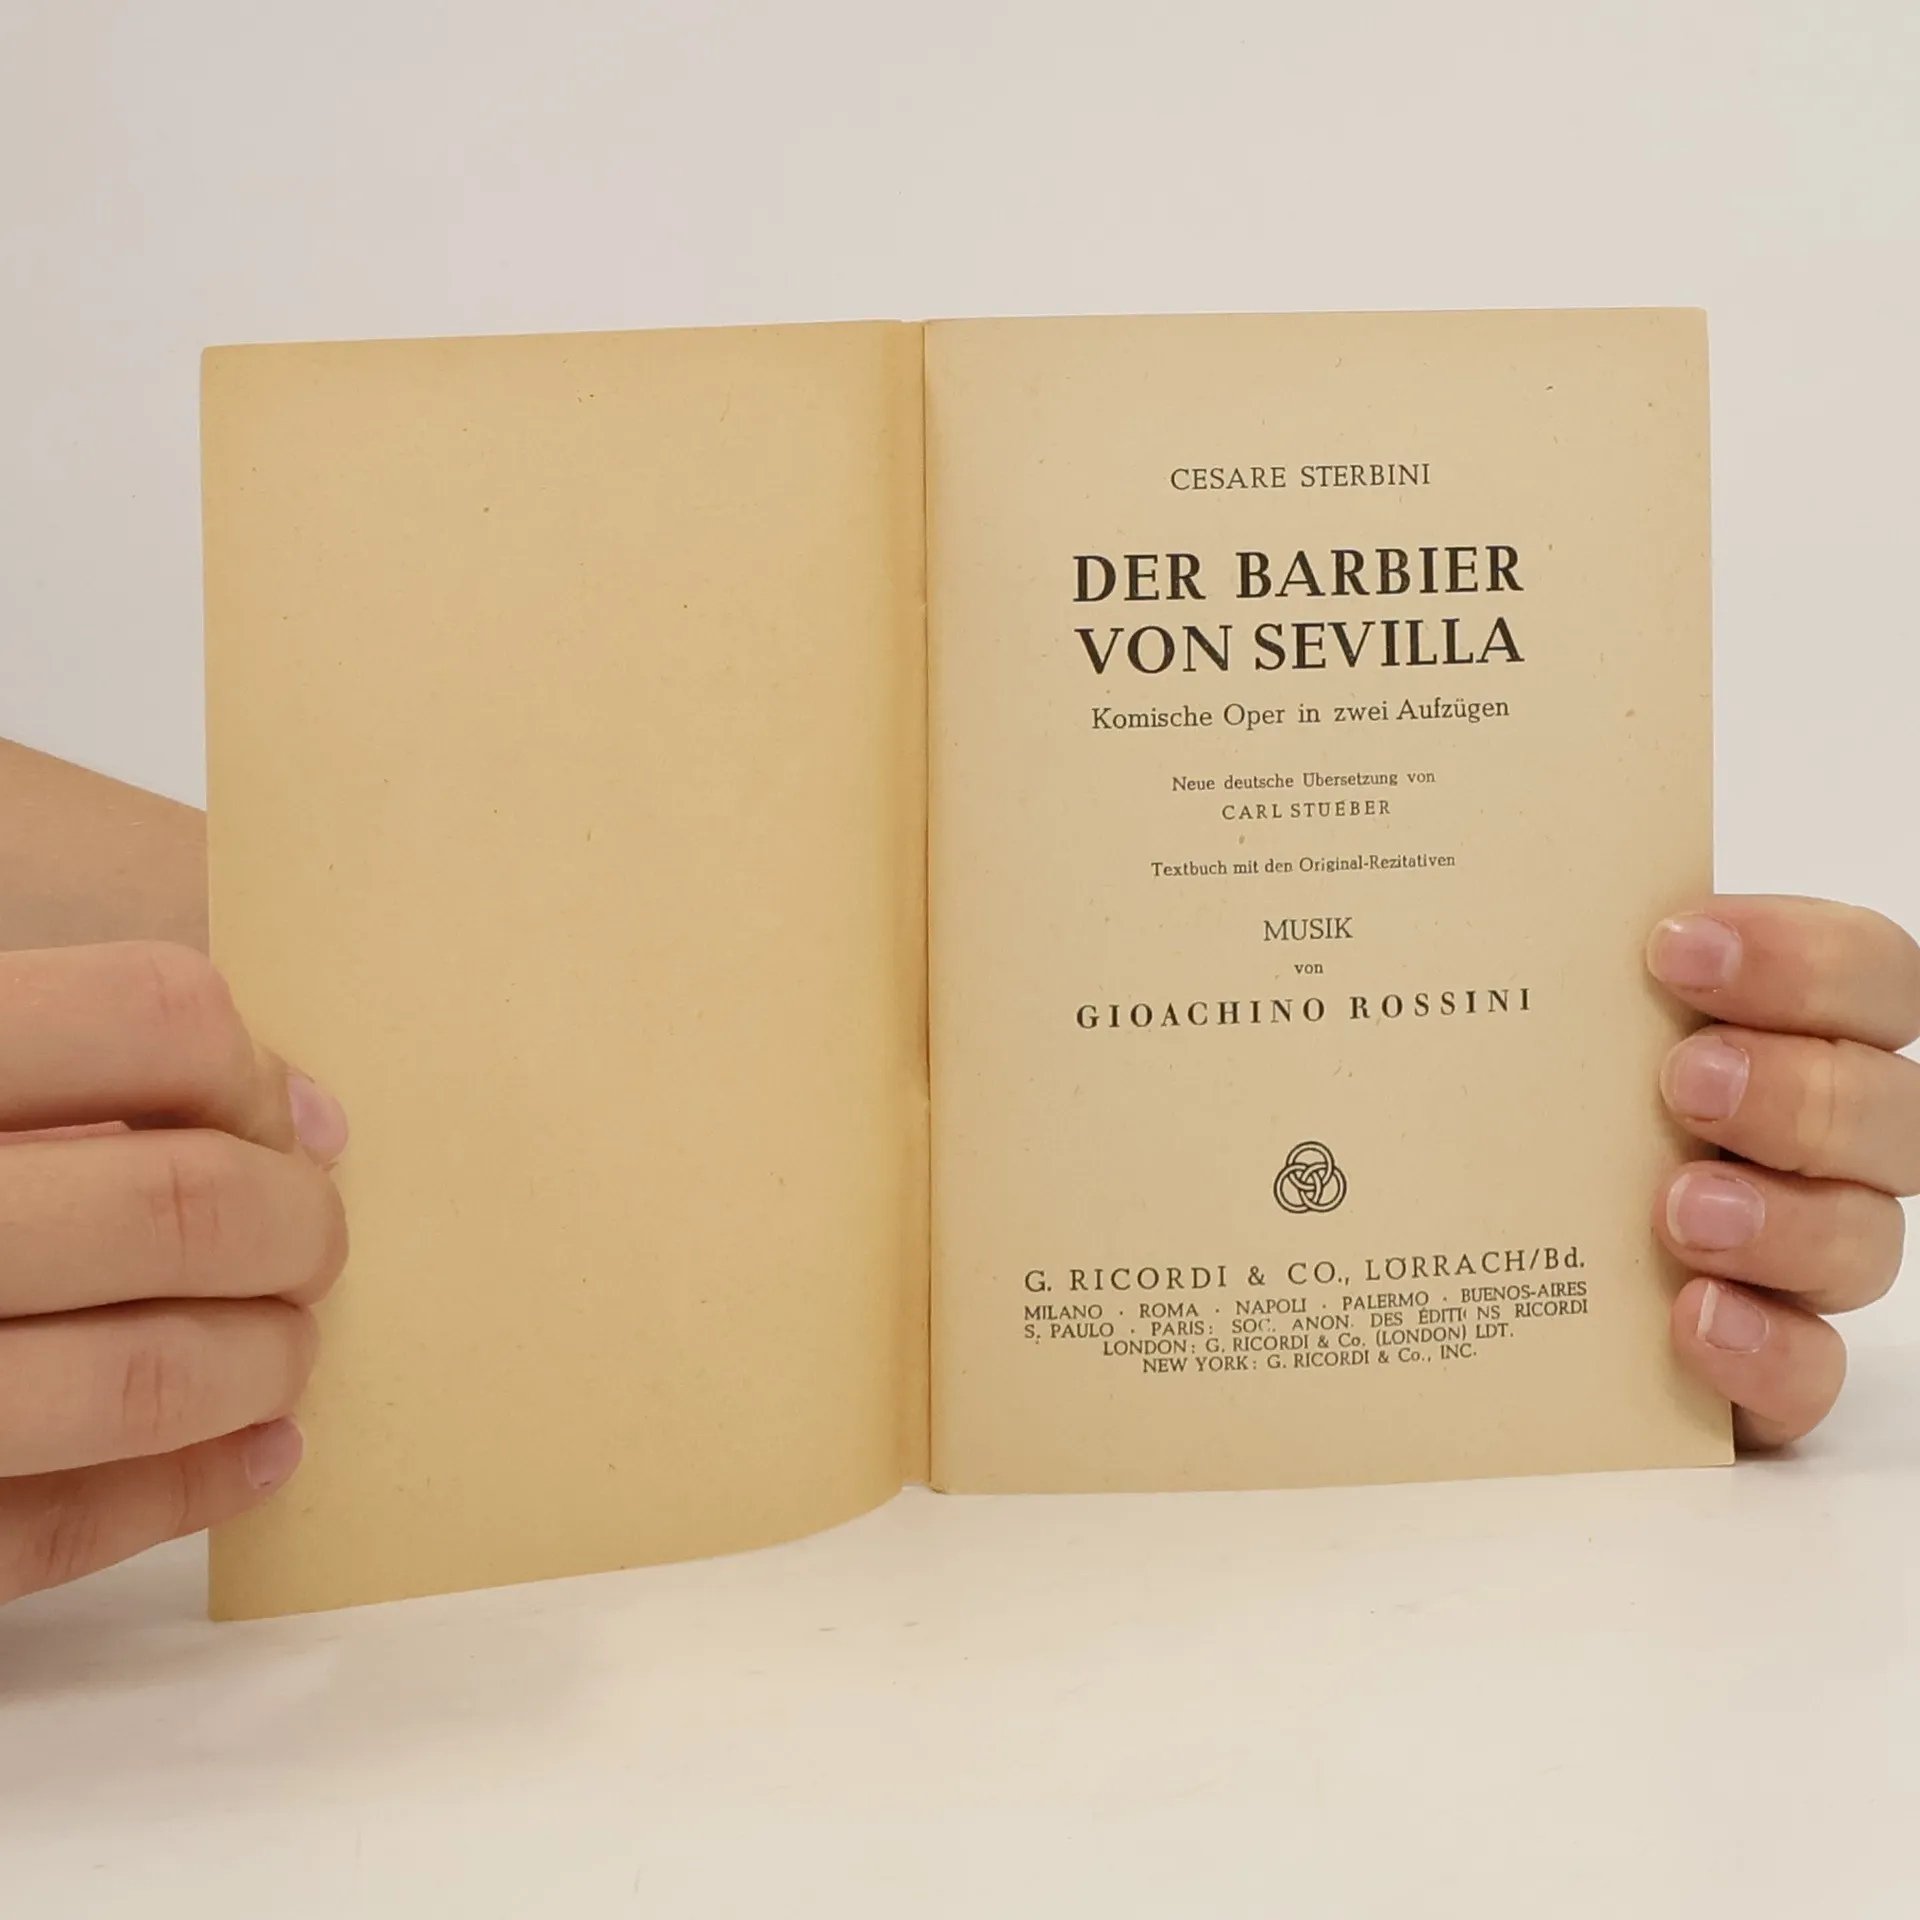 CESARE STERBINI
DER BARBIER
VON SEVILLA
Komische Oper in zwei Aufzügen
Neue deutsche Übersetzung von
CARL STUEBER
Textbuch mit den Original-Rezitativen
MUSIK
von
GIOACHINO ROSSINI
G. RICORDI & CO., LÖRRACH/Bd.
MILANO · ROMA · NAPOLI · PALERMO · BUENOS-AIRES
S. PAULO · PARIS: SOC. ANON. DES ÉDITI NS RICORDI
LONDON: G. RICORDI & Co. (LONDON) LDT.
NEW YORK: G. RICORDI & Co., INC.